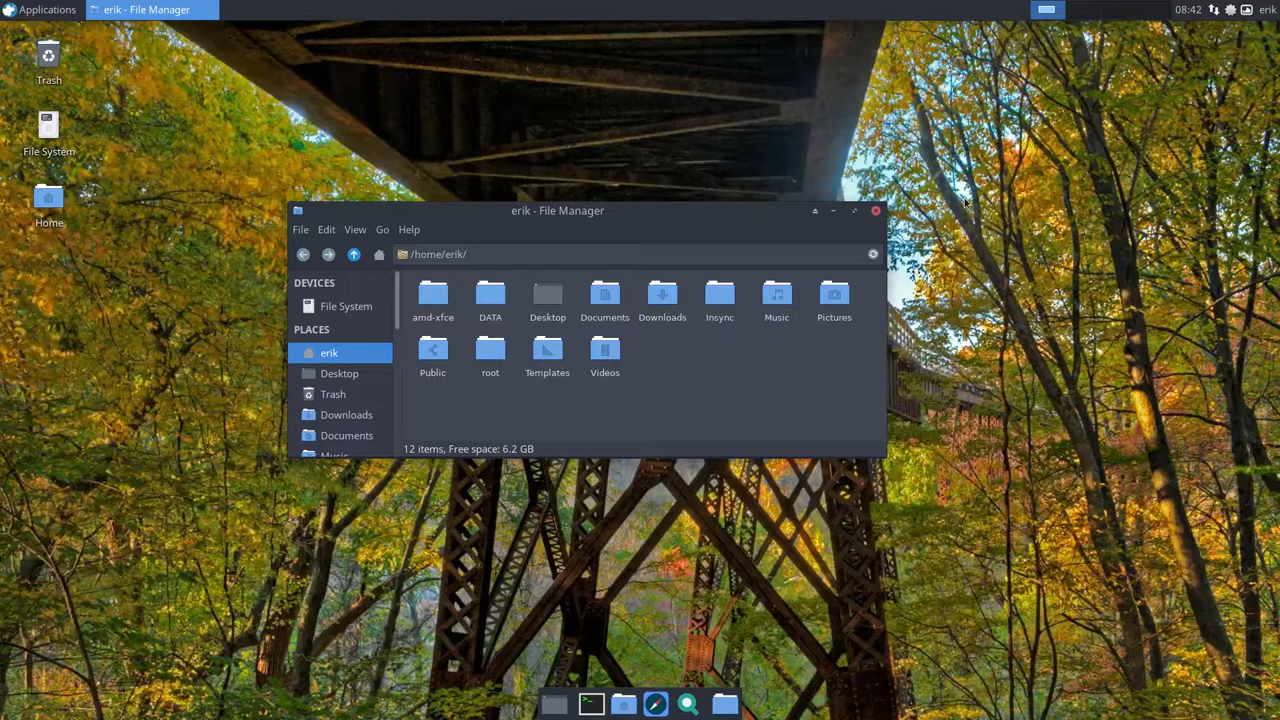 Applications
erik - File Manager
08:42
erik
Trash
File System
Home
erik - File Manager
File Edit View Go Help
/home/erik/
DEVICES
File System
PLACES
erik
Desktop
Trash
Downloads
Documents
Music
amd-xfce DATA Desktop Documents Downloads Insync Music Pictures
Public root Templates Videos
12 items, Free space: 6.2 GB